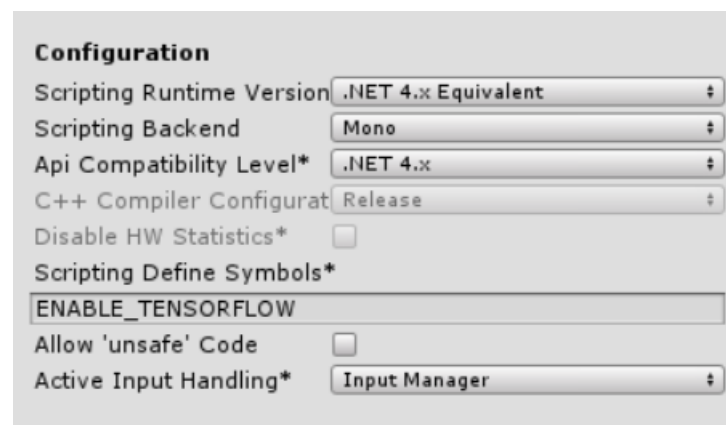 Configuration
Scripting Runtime Version .NET 4.x Equivalent
Scripting Backend Mono
Api Compatibility Level* .NET 4.x
C++ Compiler Configurat Release
Disable HW Statistics*
Scripting Define Symbols*
ENABLE_TENSORFLOW
Allow 'unsafe' Code
Active Input Handling* Input Manager